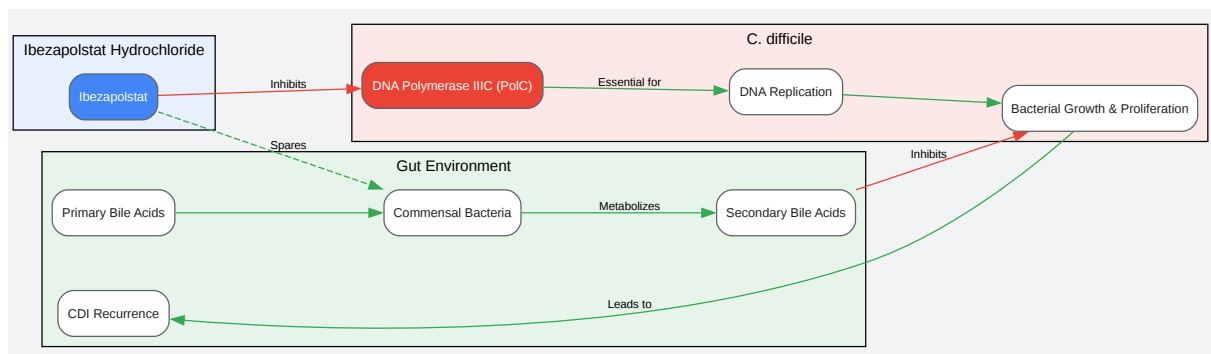 Ibezapolstat Hydrochloride
Ibezapolstat
Inhibits
C. difficile
DNA Polymerase IIIC (PolC)
Essential for
DNA Replication
Bacterial Growth & Proliferation
Spares
Inhibits
Gut Environment
Primary Bile Acids
Commensal Bacteria
Metabolizes
Secondary Bile Acids
CDI Recurrence
Leads to